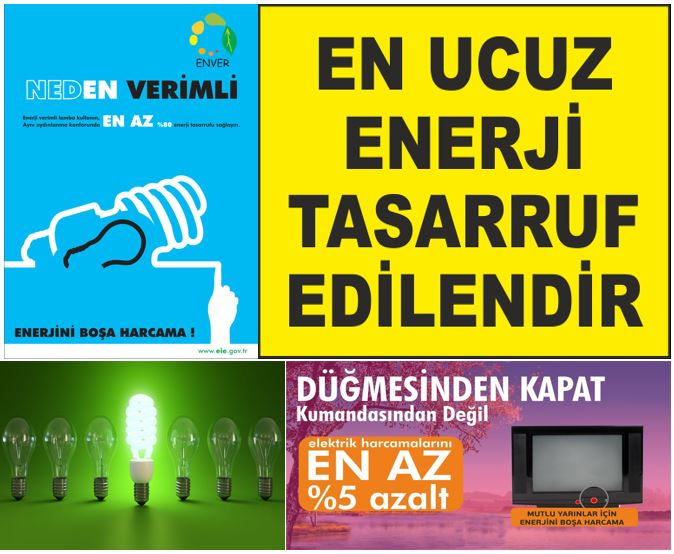 ENVER
NEDEN VERİMLİ
Enerji verimli lamba kullanın,
Aynı aydınlanma konforunda EN AZ %80 enerji tasarrufu sağlayın.
ENERJİNİ BOŞA HARCAMA !
www.eie.gov.tr
EN UCUZ
ENERJİ
TASARRUF
EDİLENDİR
DÜĞMESİNDEN KAPAT
Kumandasından Değil
elektrik harcamalarını
EN AZ
%5 azalt
MUTLU YARINLAR İÇİN
ENERJİNİ BOŞA HARCAMA